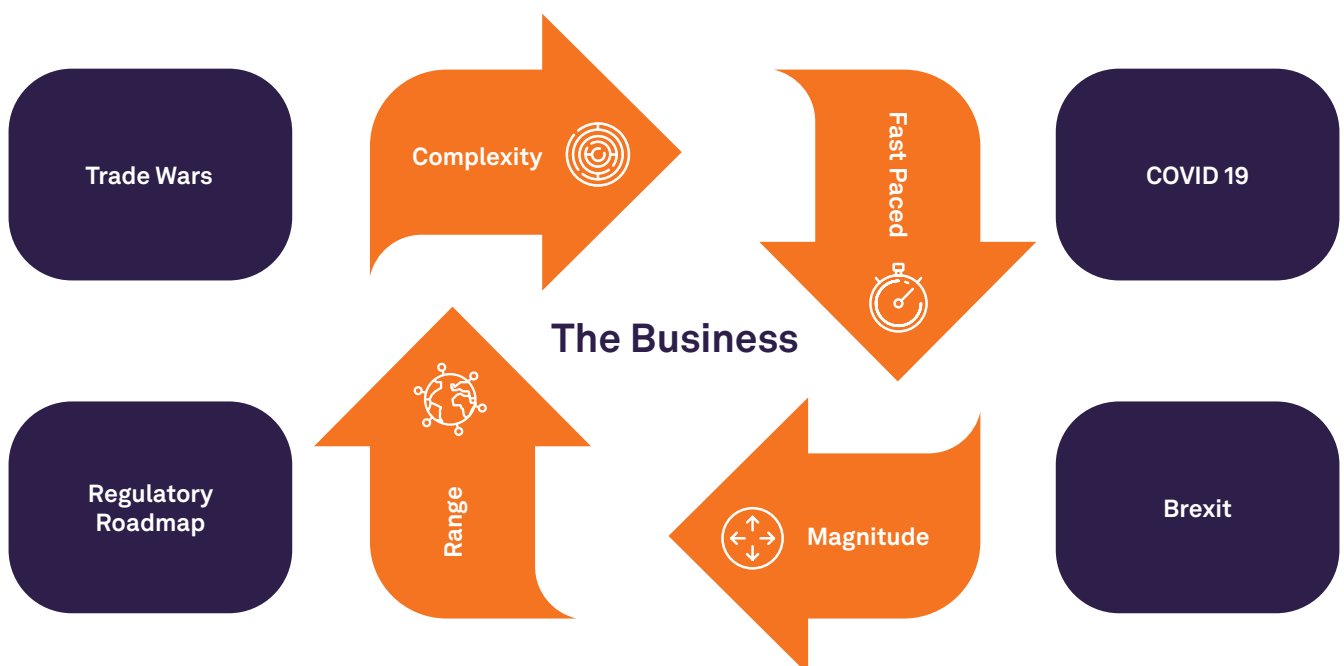 Trade Wars
Complexity
Fast Paced
COVID 19
The Business
Regulatory
Roadmap
Range
Magnitude
Brexit